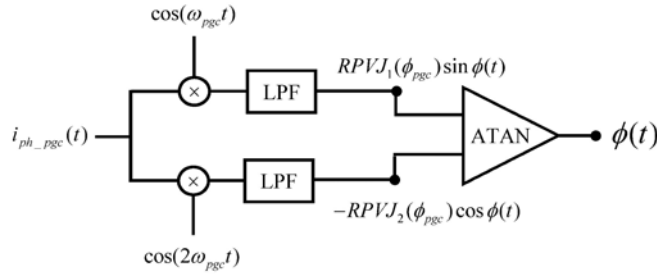 cos(ω_pgc t)
RPVJ₁(ϕ_pgc) sin ϕ(t)
×
LPF
i_ph_pgc(t)
ATAN
ϕ(t)
×
LPF
−RPVJ₂(ϕ_pgc) cos ϕ(t)
cos(2ω_pgc t)